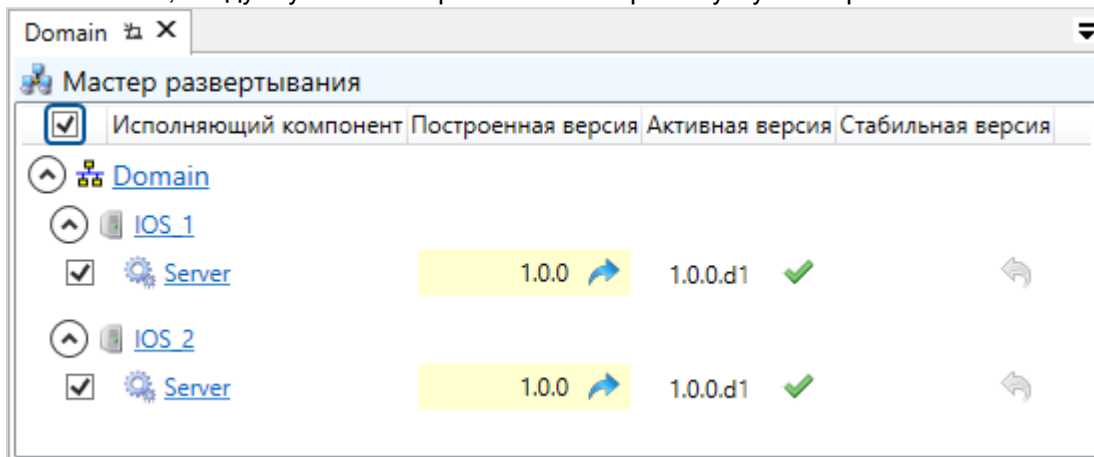 Domain
Мастер развертывания
Исполняющий компонент Построенная версия Активная версия Стабильная версия
Domain
IOS_1
Server 1.0.0 1.0.0.d1
IOS_2
Server 1.0.0 1.0.0.d1